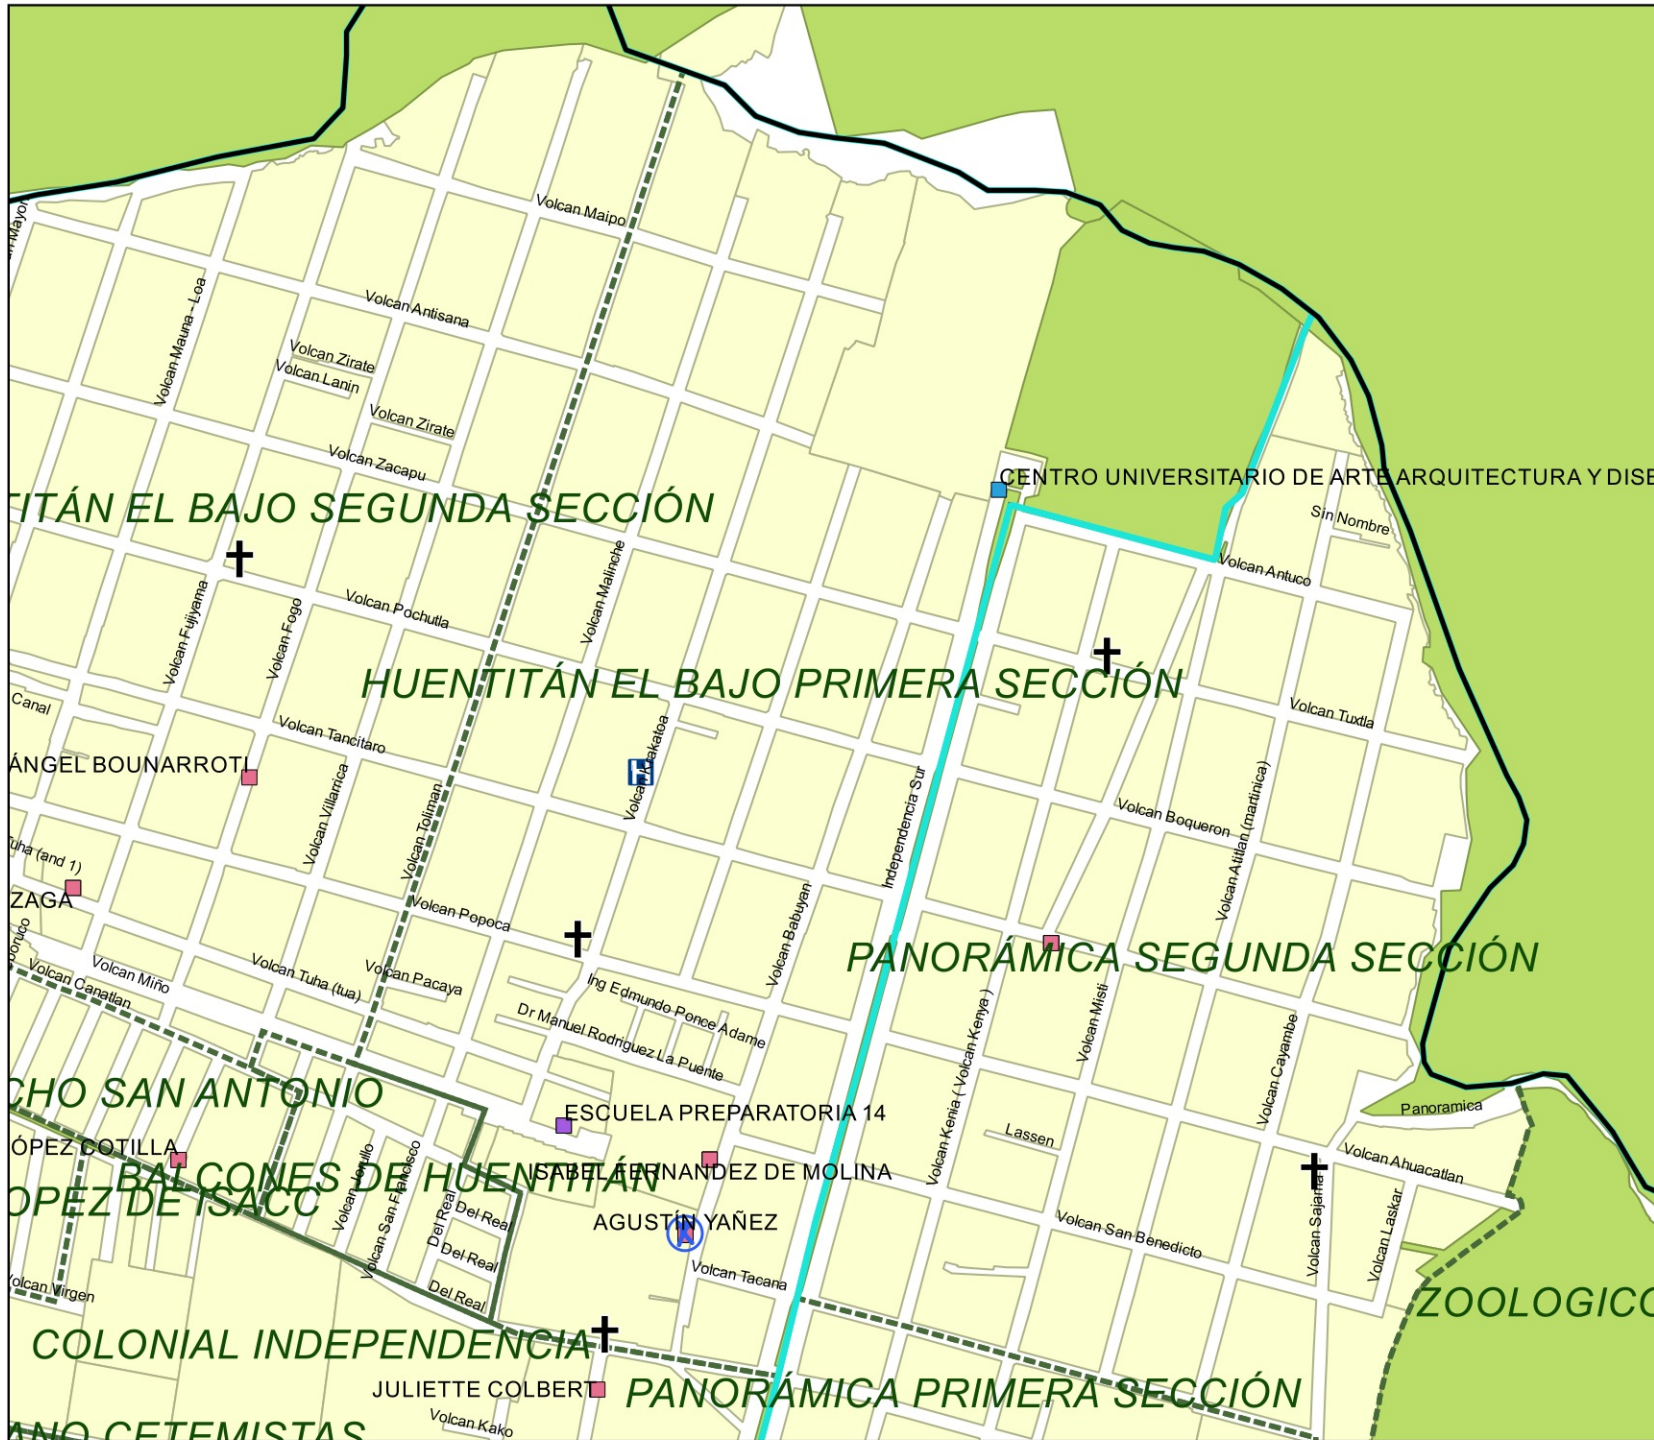 Volcan Maipo
Volcan Mauna - Loa
Volcan Antisana
Volcan Zirate
Volcan Lanin
Volcan Zirate
Volcan Zacapu
CENTRO UNIVERSITARIO DE ARTE ARQUITECTURA Y DISE
TITÁN EL BAJO SEGUNDA SECCIÓN
Sin Nombre
Volcan Antuco
Volcan Malinche
Volcan Fujiyama
Volcan Fogo
Volcan Pochutla
HUENTITÁN EL BAJO PRIMERA SECCIÓN
Canal
Volcan Tuxtla
Volcan Tancitaro
Volcan Krakatoa
H
ÁNGEL BOUNARROTI
Volcan Villarrica
Volcan Toliman
Independencia Sur
Volcan Boqueron
Volcan Atitlan (martinica)
Tuha (and 1)
ZAGA
Volcan Popoca
Volcan Babuyan
PANORÁMICA SEGUNDA SECCIÓN
Volcan Miño
Volcan Canatlan
Volcan Tuha (tua)
Volcan Pacaya
Ing Edmundo Ponce Adame
Dr Manuel Rodriguez La Puente
Volcan Kenia ( Volcan Kenya )
Volcan Misti
Volcan Cayambe
CHO SAN ANTONIO
ESCUELA PREPARATORIA 14
Panoramica
Lassen
ÓPEZ COTILLA
BALCONES DE HUENTITÁN
ISABEL FERNANDEZ DE MOLINA
Volcan Ahuacatlan
OPEZ DE ISACC
Volcan Jorullo
Volcan San Francisco
Del Real
Del Real
Del Real
Del Real
AGUSTÍN YAÑEZ
Volcan San Benedicto
Volcan Sajama
Volcan Laskar
Volcan Tacana
Volcan Virgen
ZOOLOGICO
COLONIAL INDEPENDENCIA
JULIETTE COLBERT
PANORÁMICA PRIMERA SECCIÓN
Volcan Kako
ANO CETEMISTAS